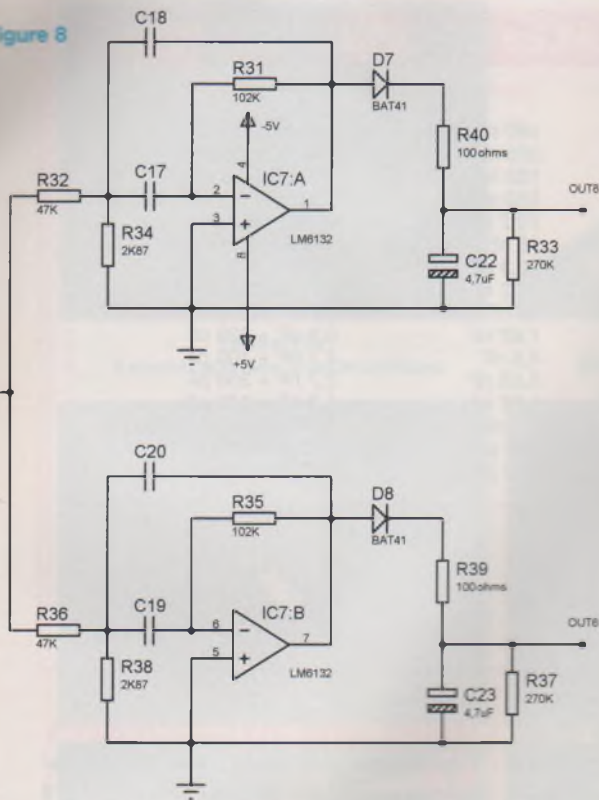 igure 8
C18
R31
102K
D7
BAT41
-5V
R40
100 ohms
4
IC7:A
R32
47K
C17
2
1
3
LM6132
OUT8
R34
2K87
8
C22
4,7uF
R33
270K
+5V
C20
R35
102K
D8
BAT41
R39
100 ohms
IC7:B
R36
47K
C19
6
7
5
LM6132
R38
2K87
C23
4,7uF
R37
270K